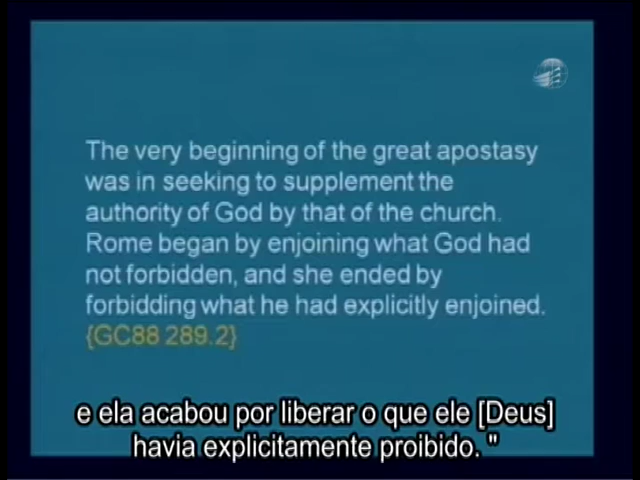 The very beginning of the great apostasy
was in seeking to supplement the
authority of God by that of the church.
Rome began by enjoining what God had
not forbidden, and she ended by
forbidding what he had explicitly enjoined.
{GC88 289.2}
e ela acabou por liberar o que ele [Deus]
havia explicitamente proibido. "